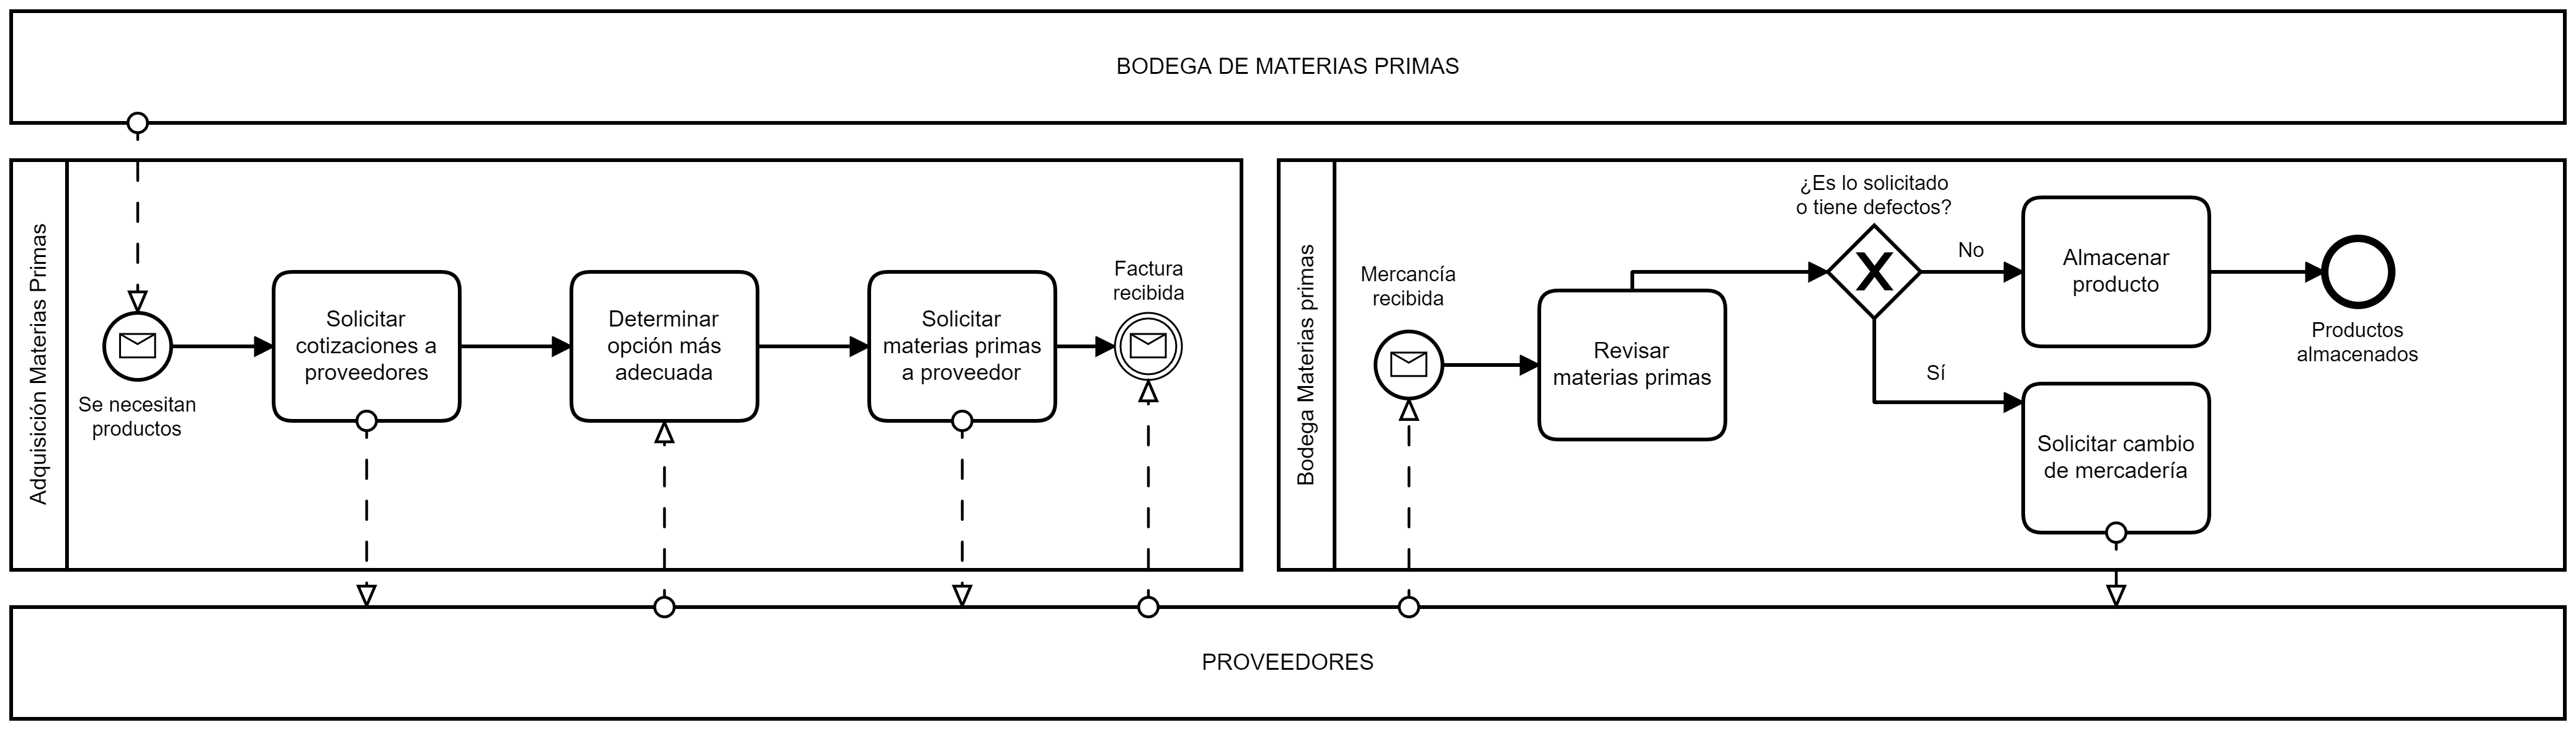 BODEGA DE MATERIAS PRIMAS
Adquisición Materias Primas
Se necesitan
productos
Solicitar
cotizaciones a
proveedores
Determinar
opción más
adecuada
Solicitar
materias primas
a proveedor
Factura
recibida
Bodega Materias primas
Mercancía
recibida
Revisar
materias primas
¿Es lo solicitado
o tiene defectos?
No
Sí
Almacenar
producto
Productos
almacenados
Solicitar cambio
de mercadería
PROVEEDORES